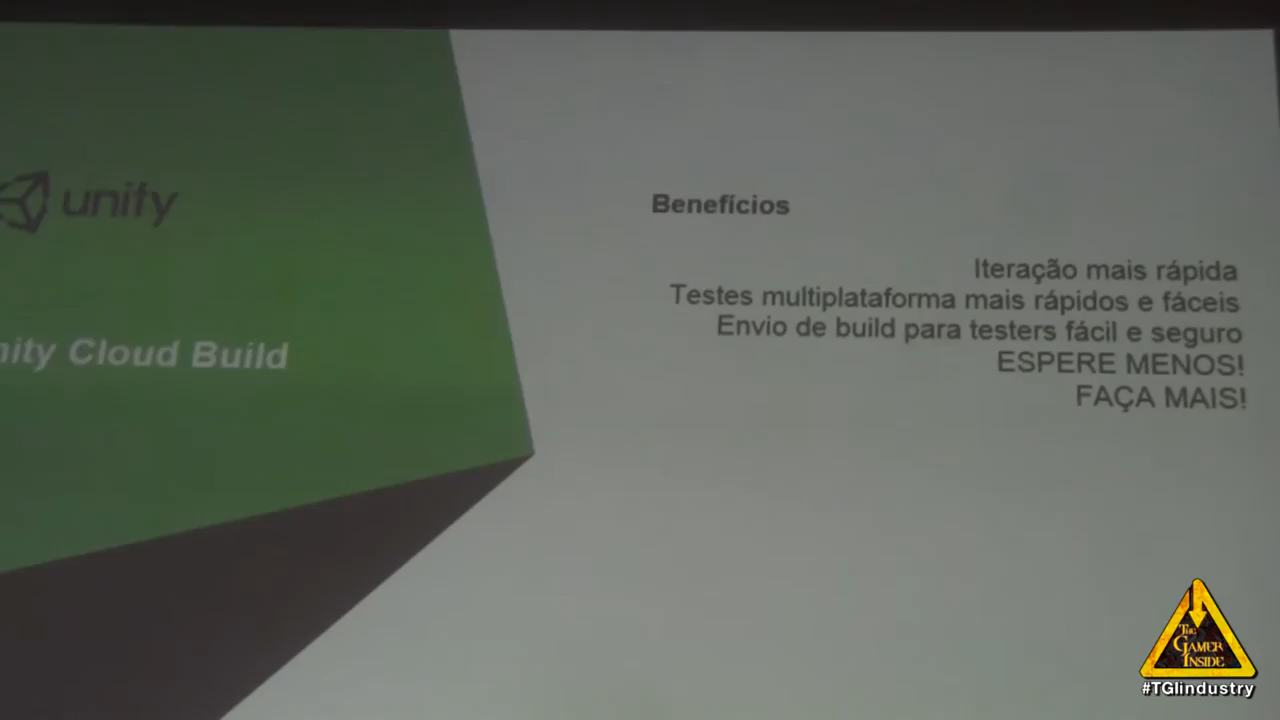 unity
nity Cloud Build
Benefícios
Iteração mais rápida
Testes multiplataforma mais rápidos e fáceis
Envio de build para testers fácil e seguro
ESPERE MENOS!
FAÇA MAIS!
THE
GAMER
INSIDE
#TGIindustry